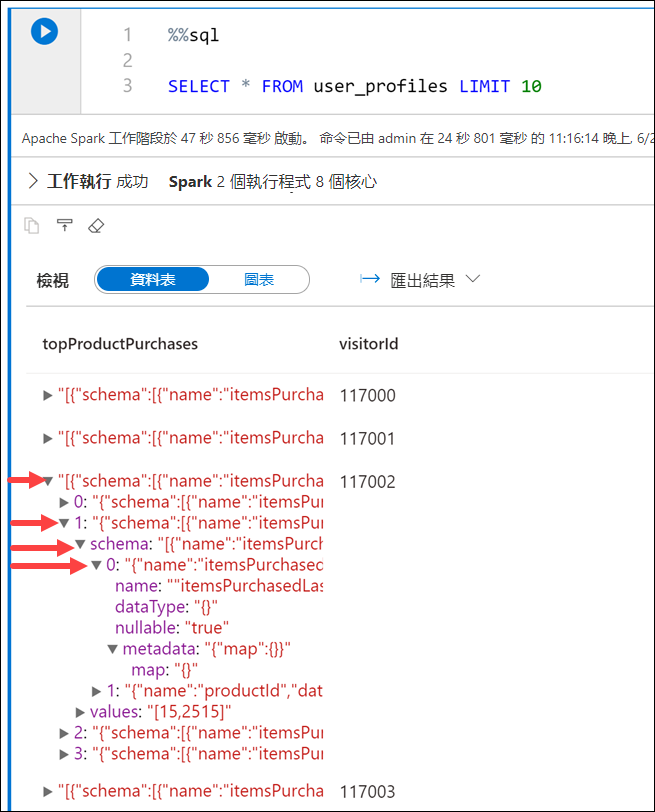 1 %%sql
2
3 SELECT * FROM user_profiles LIMIT 10
Apache Spark 工作階段於 47 秒 856 毫秒 啟動。 命令已由 admin 在 24 秒 801 毫秒 的 11:16:14 晚上, 6/2
工作執行 成功 Spark 2 個執行程式 8 個核心
檢視 資料表 圖表 匯出結果
topProductPurchases visitorId
"[{"schema":[{"name":"itemsPurcha 117000
"[{"schema":[{"name":"itemsPurcha 117001
"[{"schema":[{"name":"itemsPurcha 117002
0: "{"schema":[{"name":"itemsPur
1: "{"schema":[{"name":"itemsPur
schema: "[{"name":"itemsPurch
0: "{"name":"itemsPurchased
name: ""itemsPurchasedLas
dataType: "{}"
nullable: "true"
metadata: "{"map":{}}"
map: "{}"
1: "{"name":"productId","dat
values: "[15,2515]"
2: "{"schema":[{"name":"itemsPur
3: "{"schema":[{"name":"itemsPur
"[{"schema":[{"name":"itemsPurcha 117003